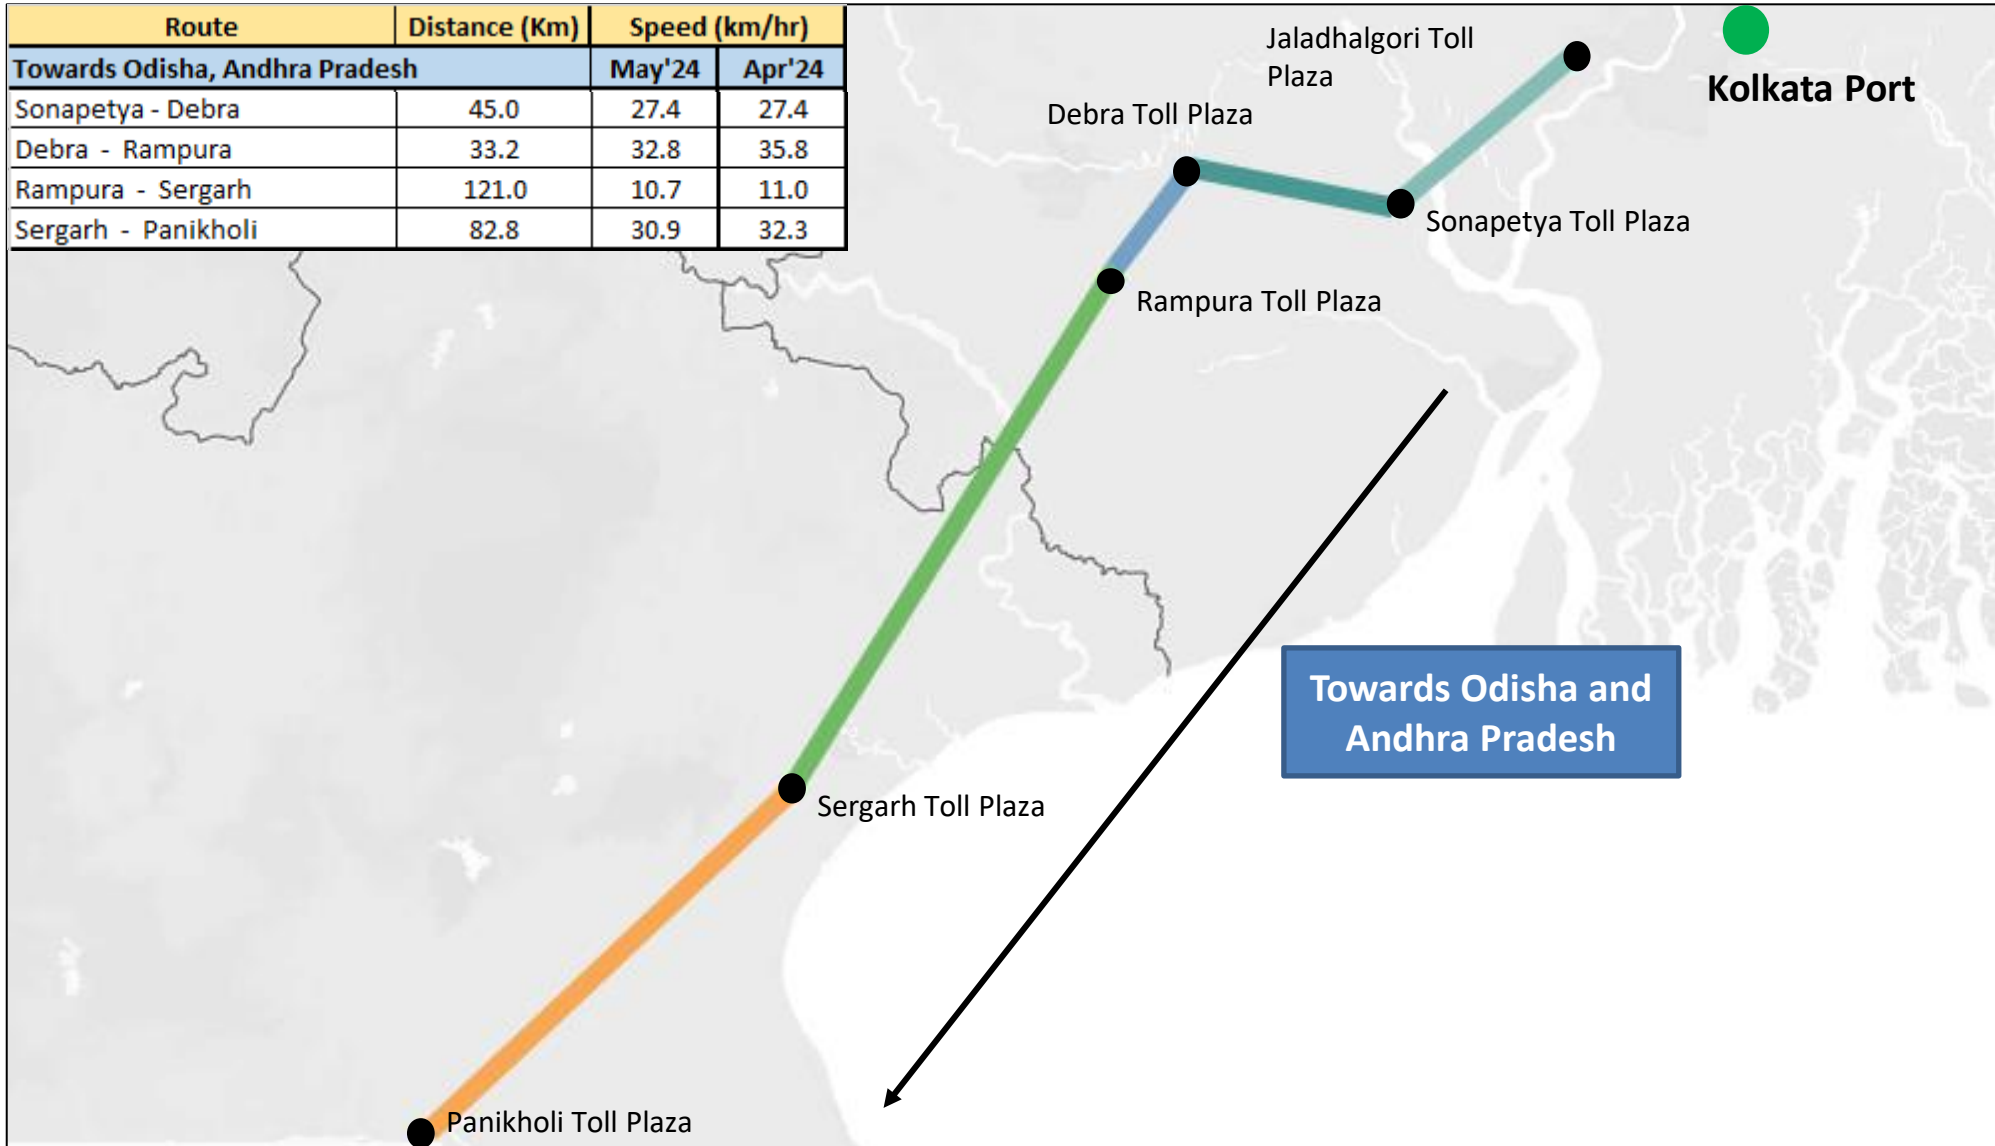 Route Distance (Km) Speed (km/hr)
Towards Odisha, Andhra Pradesh May'24 Apr'24
Sonapetya - Debra 45.0 27.4 27.4
Debra - Rampura 33.2 32.8 35.8
Rampura - Sergarh 121.0 10.7 11.0
Sergarh - Panikholi 82.8 30.9 32.3
Jaladhalgori Toll
Plaza
Kolkata Port
Debra Toll Plaza
Sonapetya Toll Plaza
Rampura Toll Plaza
Towards Odisha and
Andhra Pradesh
Sergarh Toll Plaza
Panikholi Toll Plaza